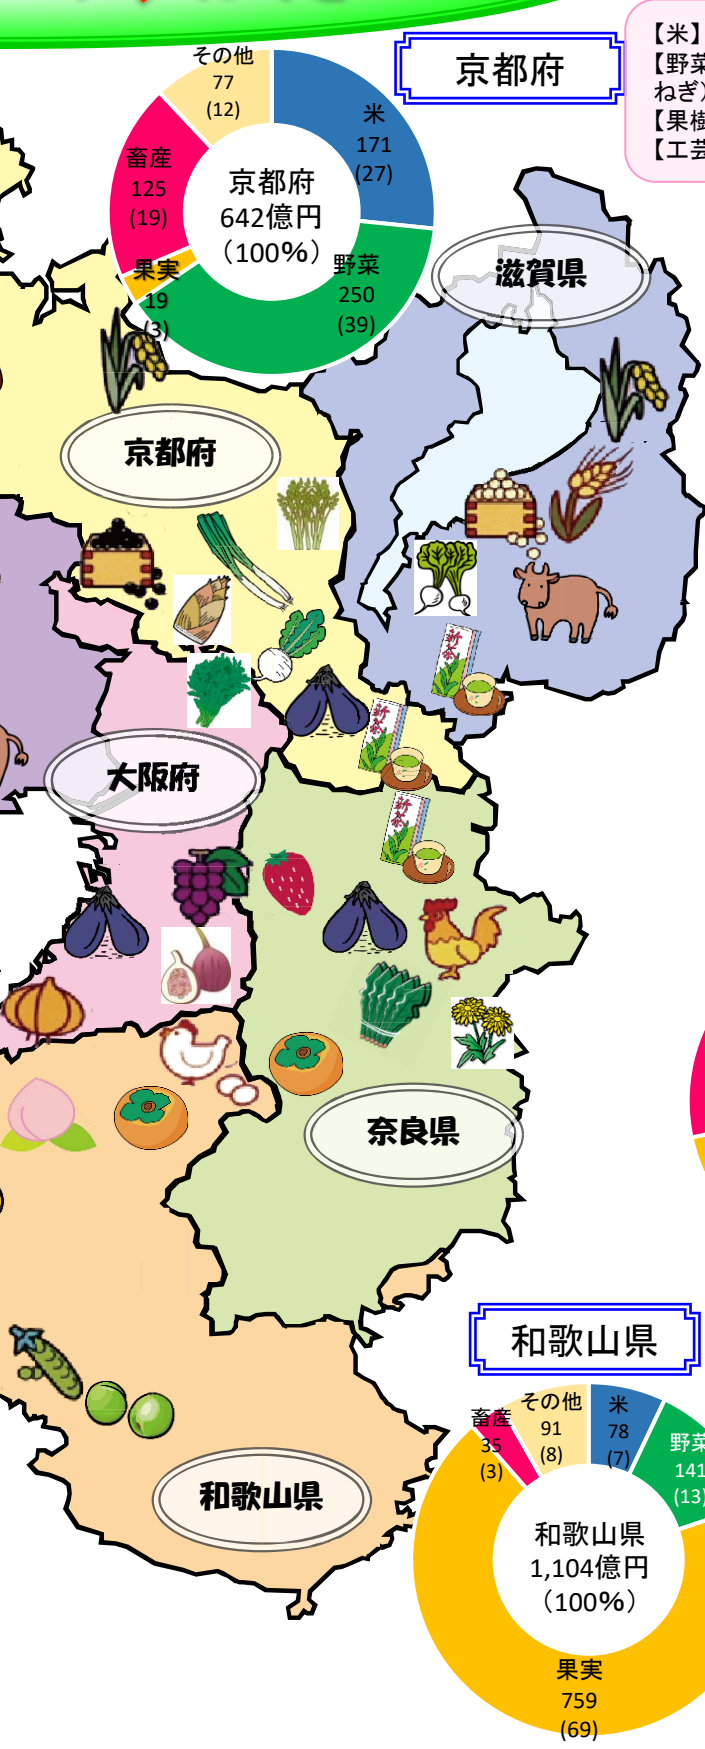 京都府
【米】
【野菜
ねぎ）
【果樹
【工芸
その他
77
(12)
米
171
(27)
畜産
125
(19)
京都府
642億円
（100％）
果実
19
(3)
野菜
250
(39)
滋賀県
京都府
新茶
大阪府
新茶
新茶
奈良県
和歌山県
和歌山県
その他
91
(8)
米
78
(7)
畜産
35
(3)
野菜
141
(13)
和歌山県
1,104億円
（100％）
果実
759
(69)